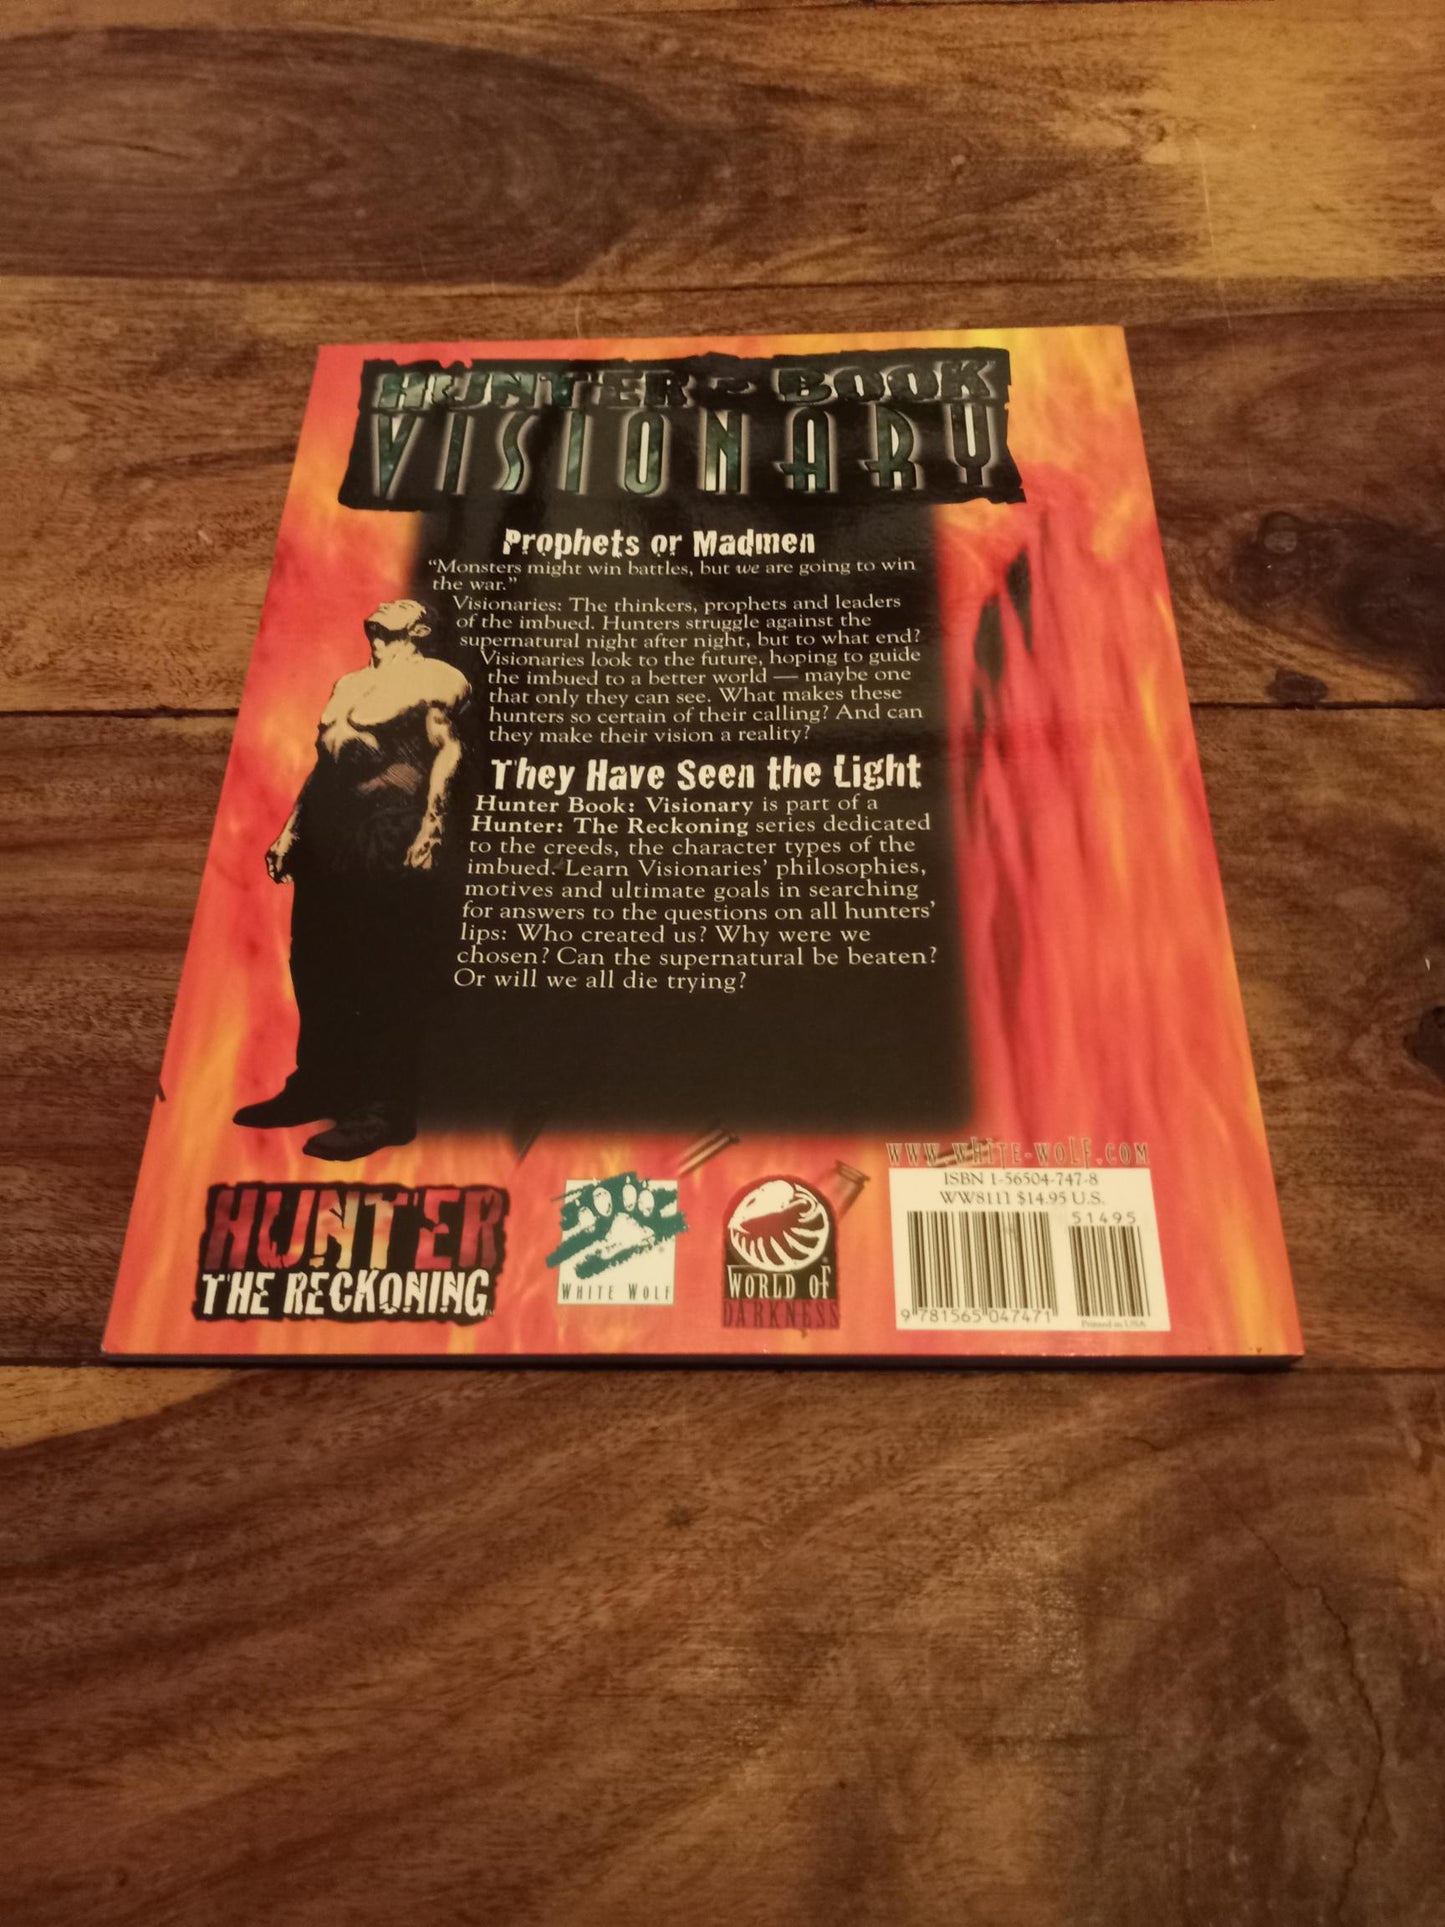 HUNTER - BOOK
VISIONARY
Prophets or Madmen
“Monsters might win battles, but we are going to win
the war.”
Visionaries: The thinkers, prophets and leaders
of the imbued. Hunters struggle against the
supernatural night after night, but to what end?
Visionaries look to the future, hoping to guide
the imbued to a better world — maybe one
that only they can see. What makes these
hunters so certain of their calling? And can
they make their vision a reality?
They Have Seen the Light
Hunter Book: Visionary is part of a
Hunter: The Reckoning series dedicated
to the creeds, the character types of the
imbued. Learn Visionaries’ philosophies,
motives and ultimate goals in searching
for answers to the questions on all hunters’
lips: Who created us? Why were we
chosen? Can the supernatural be beaten?
Or will we all die trying?
WWW.WHITE-WOLF.COM
ISBN 1-56504-747-8
WW8111 $14.95 U.S.
51495
9 781565 047471
Printed in USA
HUNTER
THE RECKONING™
WHITE WOLF ®
WORLD OF
DARKNESS